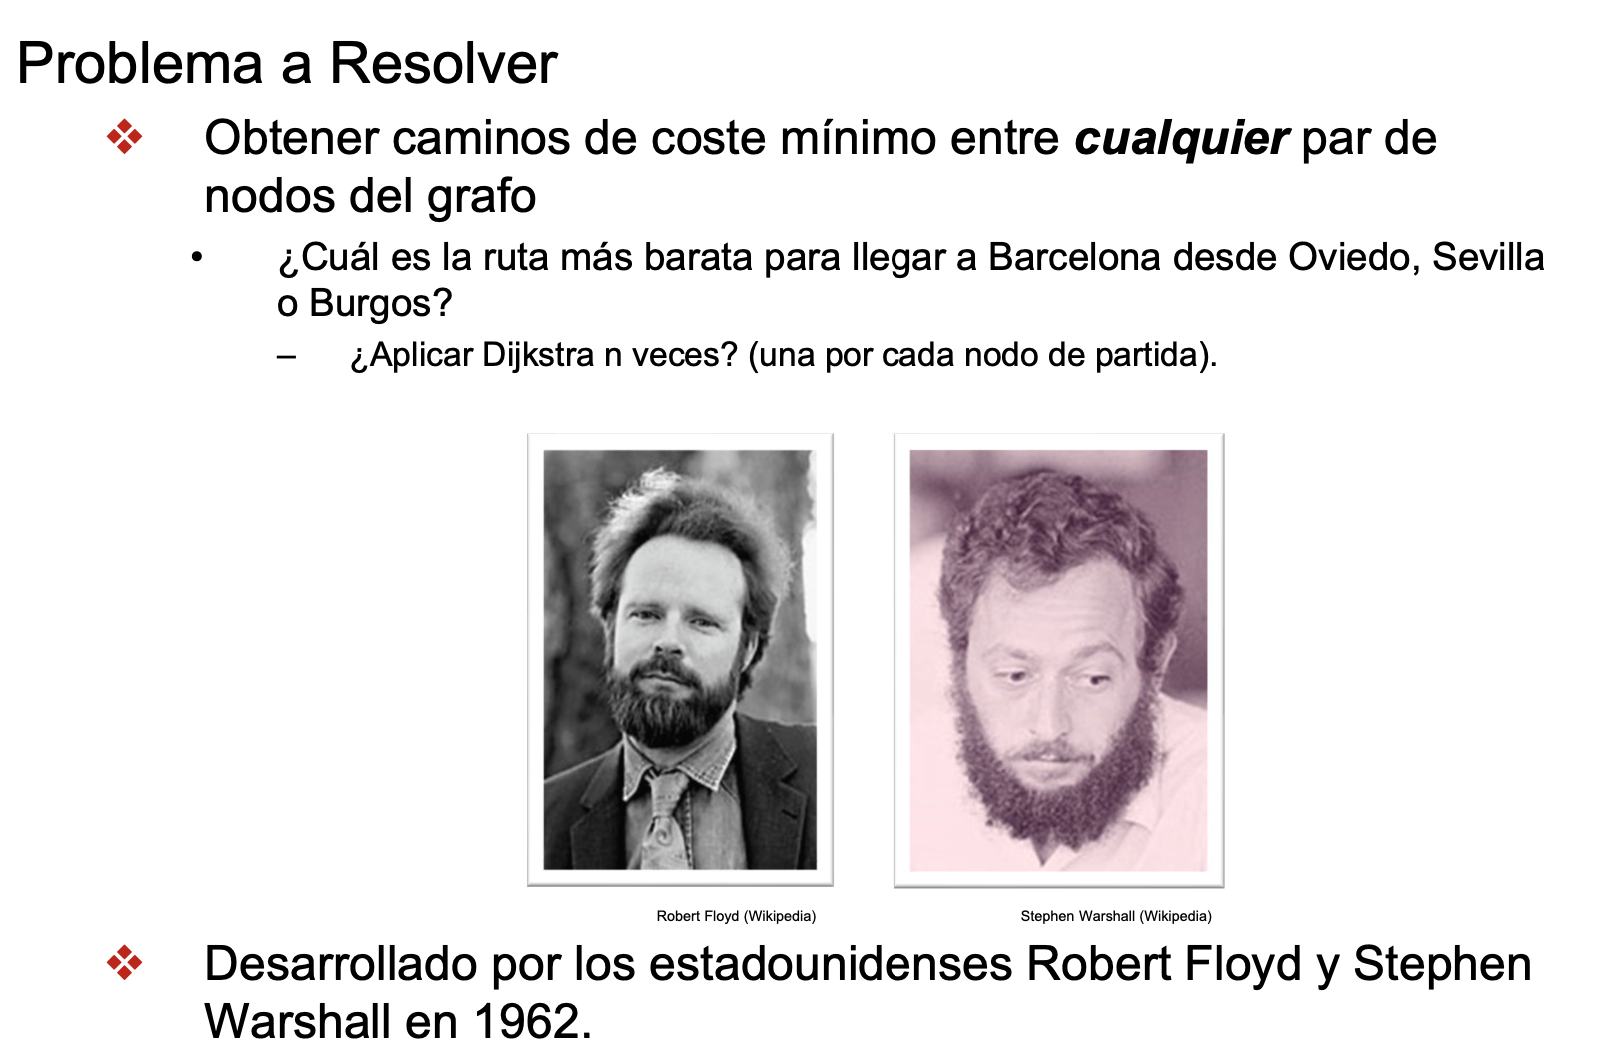 Problema a Resolver
❖ Obtener caminos de coste mínimo entre cualquier par de
nodos del grafo
• ¿Cuál es la ruta más barata para llegar a Barcelona desde Oviedo, Sevilla
o Burgos?
– ¿Aplicar Dijkstra n veces? (una por cada nodo de partida).
Robert Floyd (Wikipedia)
Stephen Warshall (Wikipedia)
❖ Desarrollado por los estadounidenses Robert Floyd y Stephen
Warshall en 1962.